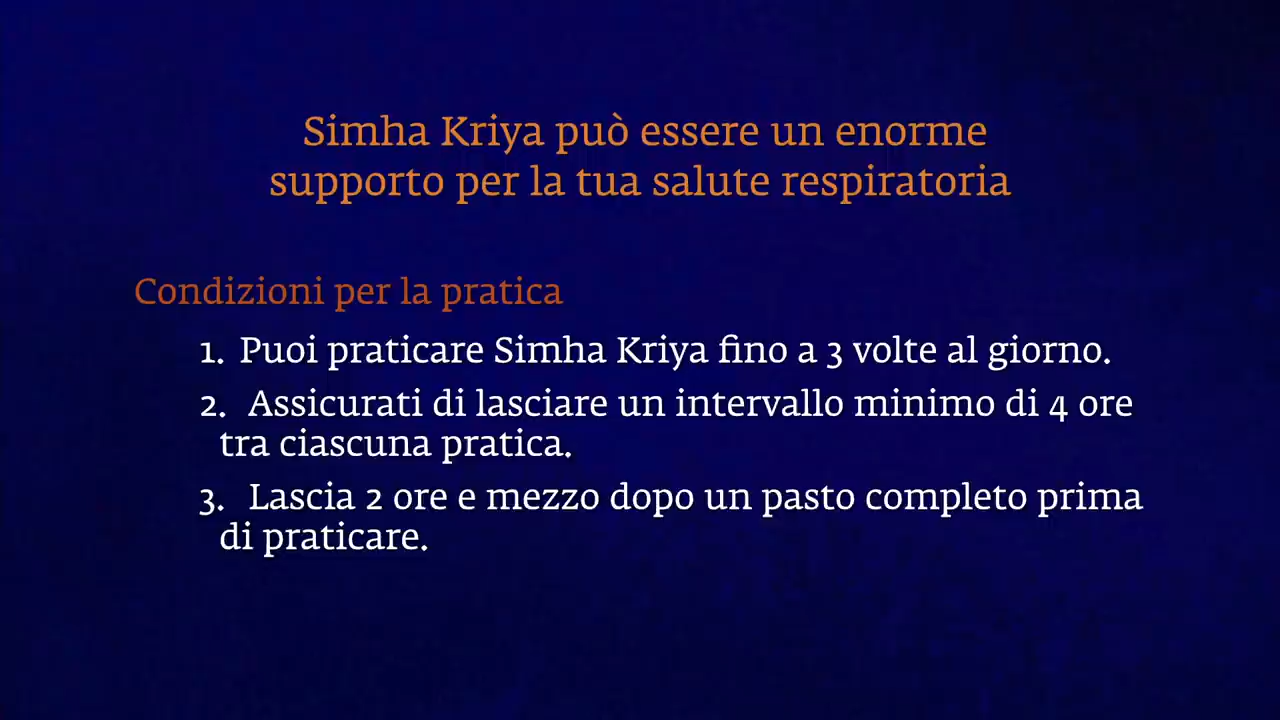 Simha Kriya può essere un enorme
supporto per la tua salute respiratoria
Condizioni per la pratica
1. Puoi praticare Simha Kriya fino a 3 volte al giorno.
2. Assicurati di lasciare un intervallo minimo di 4 ore
tra ciascuna pratica.
3. Lascia 2 ore e mezzo dopo un pasto completo prima
di praticare.